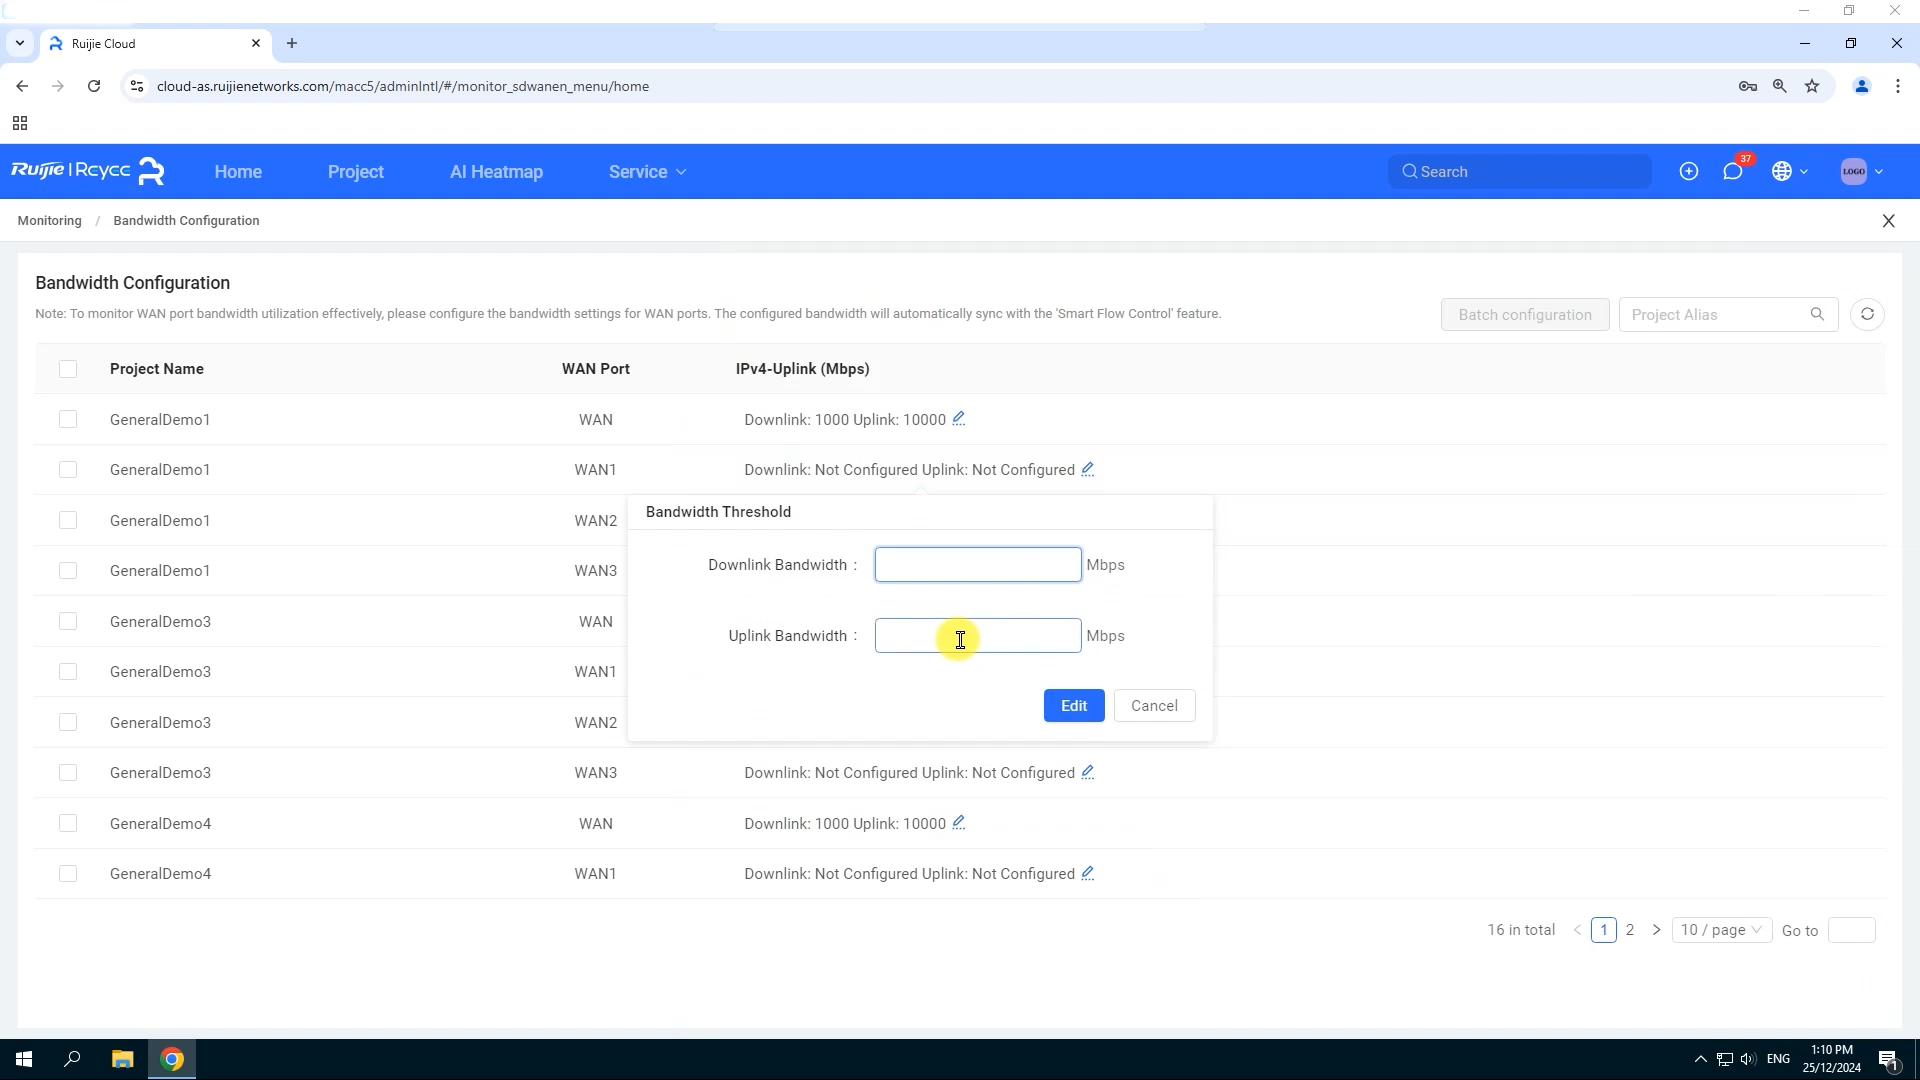 Ruijie Cloud
cloud-as.ruijienetworks.com/macc5/adminIntl/#/monitor_sdwanen_menu/home
Ruijie | Rcycc Home Project AI Heatmap Service Search 37 LOGO
Monitoring / Bandwidth Configuration
Bandwidth Configuration
Note: To monitor WAN port bandwidth utilization effectively, please configure the bandwidth settings for WAN ports. The configured bandwidth will automatically sync with the 'Smart Flow Control' feature.
Batch configuration Project Alias
Project Name WAN Port IPv4-Uplink (Mbps)
GeneralDemo1 WAN Downlink: 1000 Uplink: 10000
GeneralDemo1 WAN1 Downlink: Not Configured Uplink: Not Configured
GeneralDemo1 WAN2
GeneralDemo1 WAN3
GeneralDemo3 WAN
GeneralDemo3 WAN1
GeneralDemo3 WAN2
GeneralDemo3 WAN3 Downlink: Not Configured Uplink: Not Configured
GeneralDemo4 WAN Downlink: 1000 Uplink: 10000
GeneralDemo4 WAN1 Downlink: Not Configured Uplink: Not Configured
Bandwidth Threshold
Downlink Bandwidth : Mbps
Uplink Bandwidth : Mbps
Edit Cancel
16 in total < 1 2 > 10 / page Go to
ENG 1:10 PM
25/12/2024 1